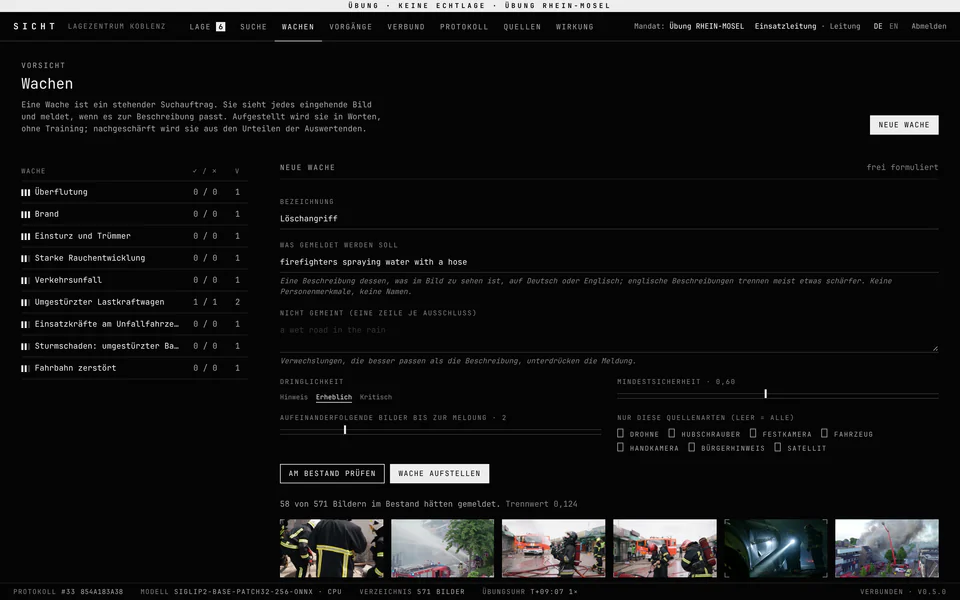 ÜBUNG · KEINE ECHTLAGE · ÜBUNG RHEIN-MOSEL
SICHT LAGEZENTRUM KOBLENZ LAGE 6 SUCHE WACHEN VORGÄNGE VERBUND PROTOKOLL QUELLEN WIRKUNG Mandat: Übung RHEIN-MOSEL Einsatzleitung · Leitung DE EN Abmelden
VORSICHT
Wachen
Eine Wache ist ein stehender Suchauftrag. Sie sieht jedes eingehende Bild
und meldet, wenn es zur Beschreibung passt. Aufgestellt wird sie in Worten,
ohne Training; nachgeschärft wird sie aus den Urteilen der Auswertenden.
NEUE WACHE
WACHE ✓ / × V
Überflutung 0 / 0 1
Brand 0 / 0 1
Einsturz und Trümmer 0 / 0 1
Starke Rauchentwicklung 0 / 0 1
Verkehrsunfall 0 / 0 1
Umgestürzter Lastkraftwagen 1 / 1 2
Einsatzkräfte am Unfallfahrze… 0 / 0 1
Sturmschaden: umgestürzter Ba… 0 / 0 1
Fahrbahn zerstört 0 / 0 1
NEUE WACHE frei formuliert
BEZEICHNUNG
Löschangriff
WAS GEMELDET WERDEN SOLL
firefighters spraying water with a hose
Eine Beschreibung dessen, was im Bild zu sehen ist, auf Deutsch oder Englisch; englische Beschreibungen trennen meist etwas schärfer. Keine
Personenmerkmale, keine Namen.
NICHT GEMEINT (EINE ZEILE JE AUSSCHLUSS)
a wet road in the rain
Verwechslungen, die besser passen als die Beschreibung, unterdrücken die Meldung.
DRINGLICHKEIT
Hinweis Erheblich Kritisch
MINDESTSICHERHEIT · 0,60
AUFEINANDERFOLGENDE BILDER BIS ZUR MELDUNG · 2
NUR DIESE QUELLENARTEN (LEER = ALLE)
DROHNE HUBSCHRAUBER FESTKAMERA FAHRZEUG
HANDKAMERA BÜRGERHINWEIS SATELLIT
AM BESTAND PRÜFEN WACHE AUFSTELLEN
58 von 571 Bildern im Bestand hätten gemeldet. Trennwert 0,124
PROTOKOLL #33 854A183A38 MODELL SIGLIP2-BASE-PATCH32-256-ONNX · CPU VERZEICHNIS 571 BILDER ÜBUNGSUHR T+09:07 1× VERBUNDEN · V0.5.0